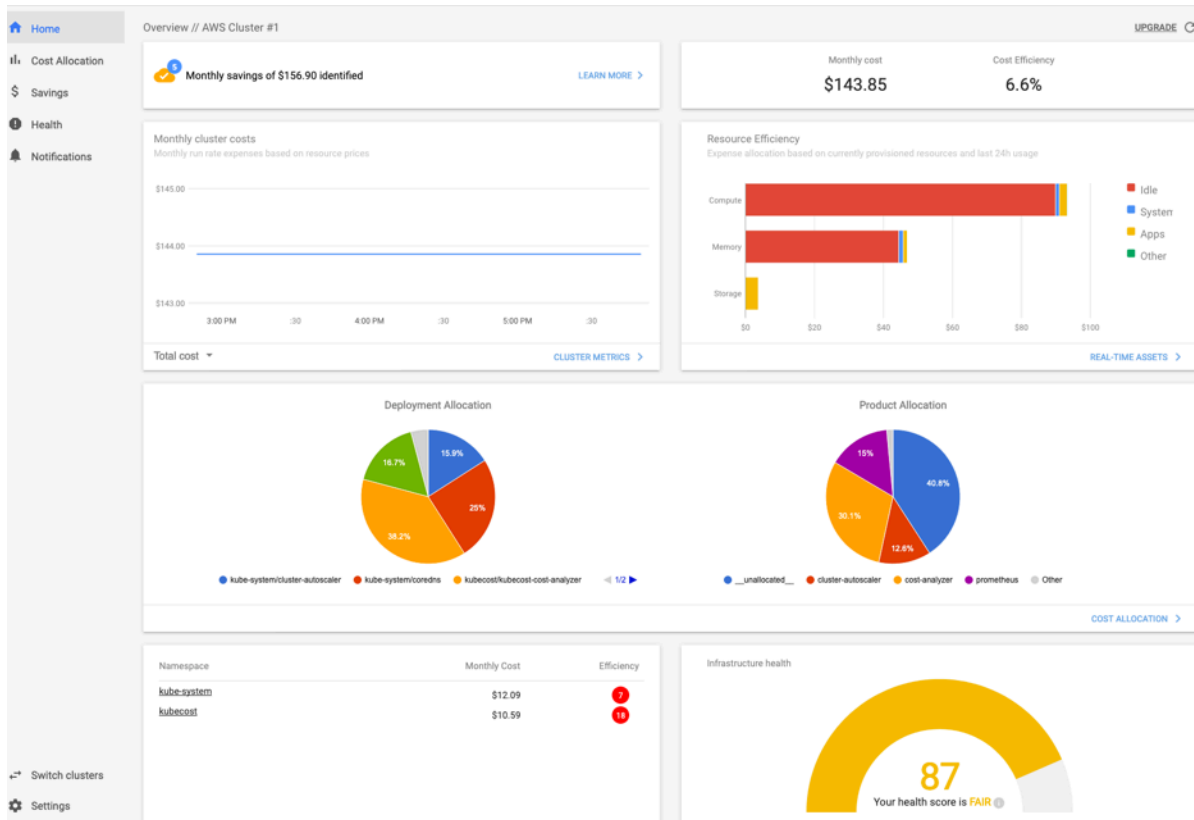 Home
Cost Allocation
Savings
Health
Notifications
Switch clusters
Settings
Overview // AWS Cluster #1
UPGRADE
5
Monthly savings of $156.90 identified
LEARN MORE
Monthly cost
$143.85
Cost Efficiency
6.6%
Monthly cluster costs
Monthly run rate expenses based on resource prices
$145.00
$144.00
$143.00
3:00 PM :30 4:00 PM :30 5:00 PM :30
Total cost
CLUSTER METRICS
Resource Efficiency
Expense allocation based on currently provisioned resources and last 24h usage
Compute
Memory
Storage
$0 $20 $40 $60 $80 $100
Idle
System
Apps
Other
REAL-TIME ASSETS
Deployment Allocation
15.9%
25%
38.2%
16.7%
kube-system/cluster-autoscaler kube-system/coredns kubecost/kubecost-cost-analyzer 1/2
Product Allocation
40.8%
12.6%
30.1%
15%
__unallocated__ cluster-autoscaler cost-analyzer prometheus Other
COST ALLOCATION
Namespace Monthly Cost Efficiency
kube-system $12.09 7
kubecost $10.59 18
Infrastructure health
87
Your health score is FAIR